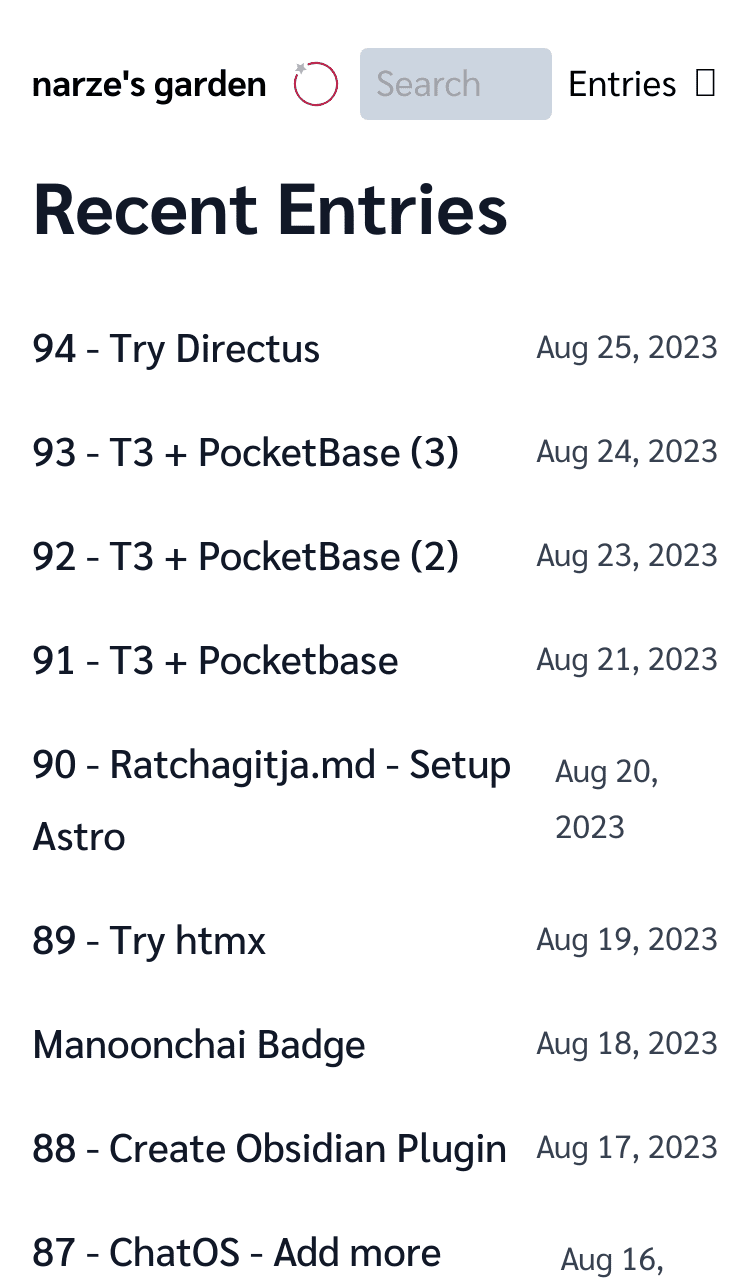 narze's garden Search Entries
Recent Entries
94 - Try Directus Aug 25, 2023
93 - T3 + PocketBase (3) Aug 24, 2023
92 - T3 + PocketBase (2) Aug 23, 2023
91 - T3 + Pocketbase Aug 21, 2023
90 - Ratchagitja.md - Setup Aug 20,
Astro 2023
89 - Try htmx Aug 19, 2023
Manoonchai Badge Aug 18, 2023
88 - Create Obsidian Plugin Aug 17, 2023
87 - ChatOS - Add more Aug 16,